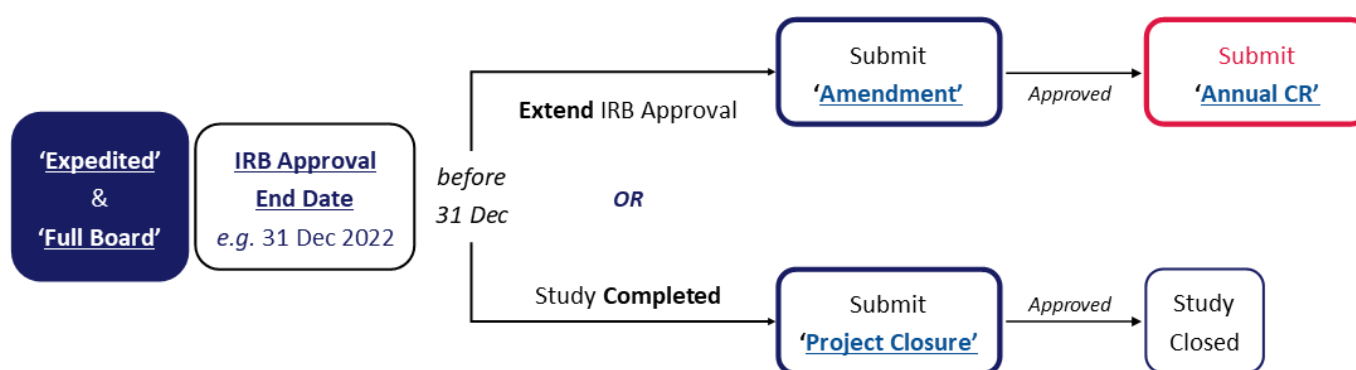 ‘Expedited’
&
‘Full Board’
IRB Approval
End Date
e.g. 31 Dec 2022
before
31 Dec
Extend IRB Approval
OR
Study Completed
Submit
‘Amendment’
Approved
Submit
‘Annual CR’
Submit
‘Project Closure’
Approved
Study
Closed